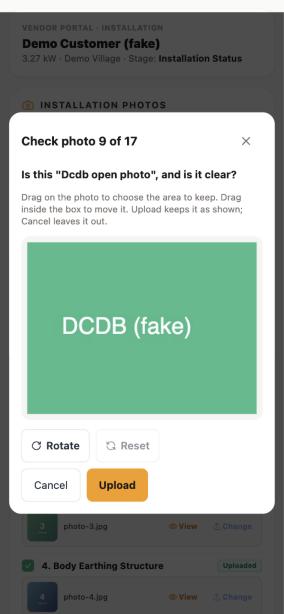 VENDOR PORTAL · INSTALLATION
Demo Customer (fake)
3.27 kW · Demo Village · Stage: Installation Status
INSTALLATION PHOTOS
Check photo 9 of 17
Is this "Dcdb open photo", and is it clear?
Drag on the photo to choose the area to keep. Drag
inside the box to move it. Upload keeps it as shown;
Cancel leaves it out.
DCDB (fake)
Rotate
Reset
Cancel
Upload
3
photo-3.jpg
View
Change
4. Body Earthing Structure
Uploaded
4
photo-4.jpg
View
Change